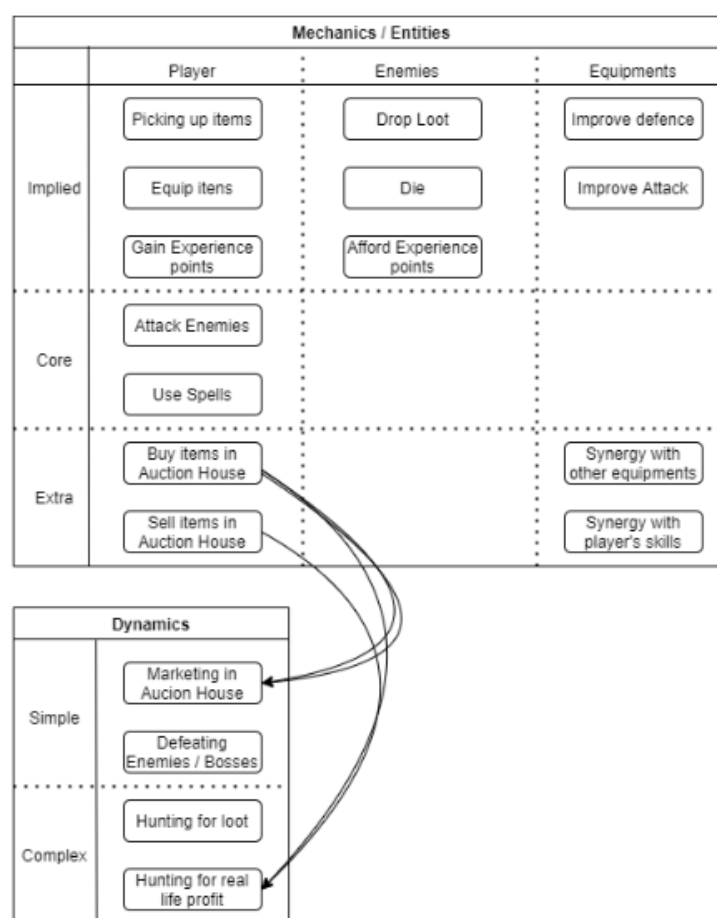 Mechanics / Entities
Player
Enemies
Equipments
Implied
Picking up items
Drop Loot
Improve defence
Equip itens
Die
Improve Attack
Gain Experience
points
Afford Experience
points
Core
Attack Enemies
Use Spells
Extra
Buy items in
Auction House
Synergy with
other equipments
Sell items in
Auction House
Synergy with
player's skills
Dynamics
Simple
Marketing in
Aucion House
Defeating
Enemies / Bosses
Complex
Hunting for loot
Hunting for real
life profit